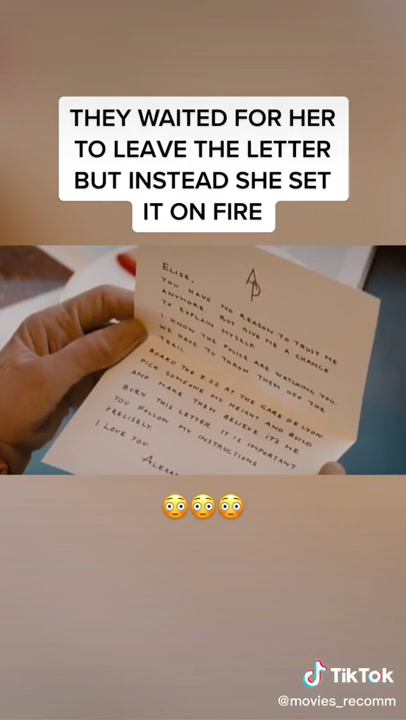 THEY WAITED FOR HER
TO LEAVE THE LETTER
BUT INSTEAD SHE SET
IT ON FIRE
AP
ELISE,
YOU HAVE NO REASON TO TRUST ME
ANYMORE. BUT GIVE ME A CHANCE
TO EXPLAIN MYSELF.
I KNOW THE POLICE ARE WATCHING YOU.
WE HAVE TO THROW THEM OFF THE
TRAIL.
BOARD THE 8.22 AT THE GARE DE LYON
PICK SOMEONE MY HEIGHT AND BUILD
AND MAKE THEM BELIEVE IT'S ME
BURN THIS LETTER. IT IS IMPORTANT
YOU FOLLOW MY INSTRUCTIONS
PRECISELY.
I LOVE YOU
😳😳😳
TikTok
@movies_recomm